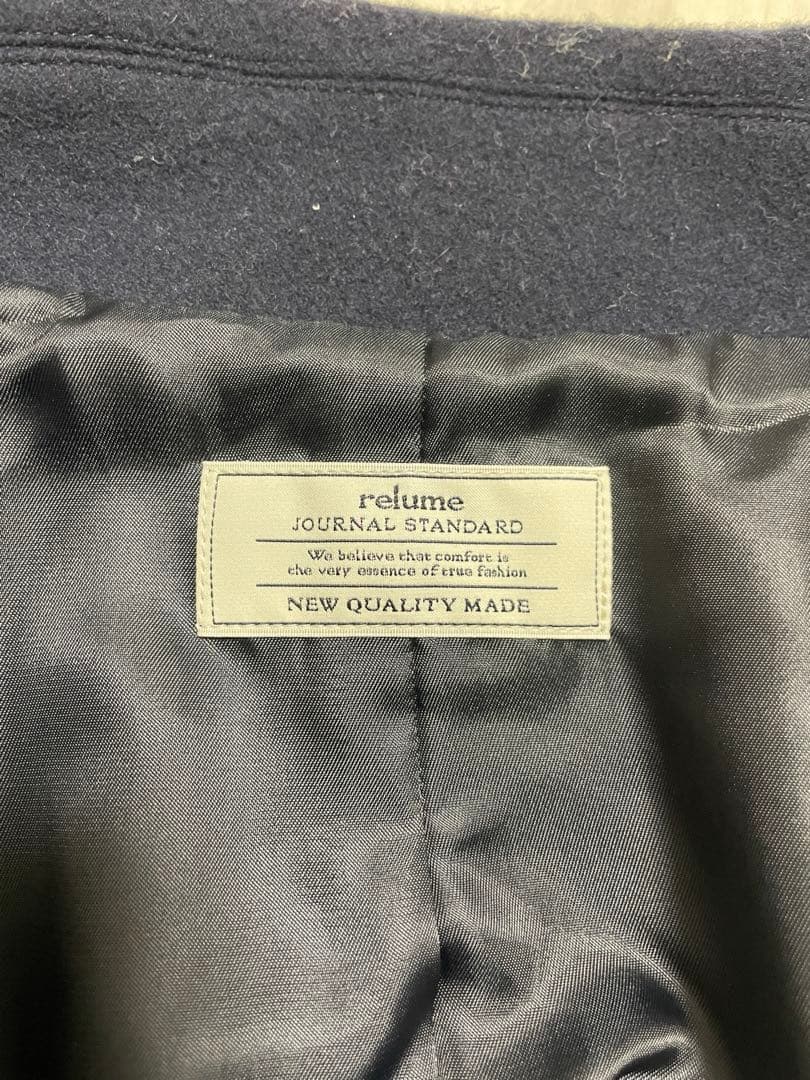 relume
JOURNAL STANDARD
We believe that comfort is
the very essence of true fashion
NEW QUALITY MADE